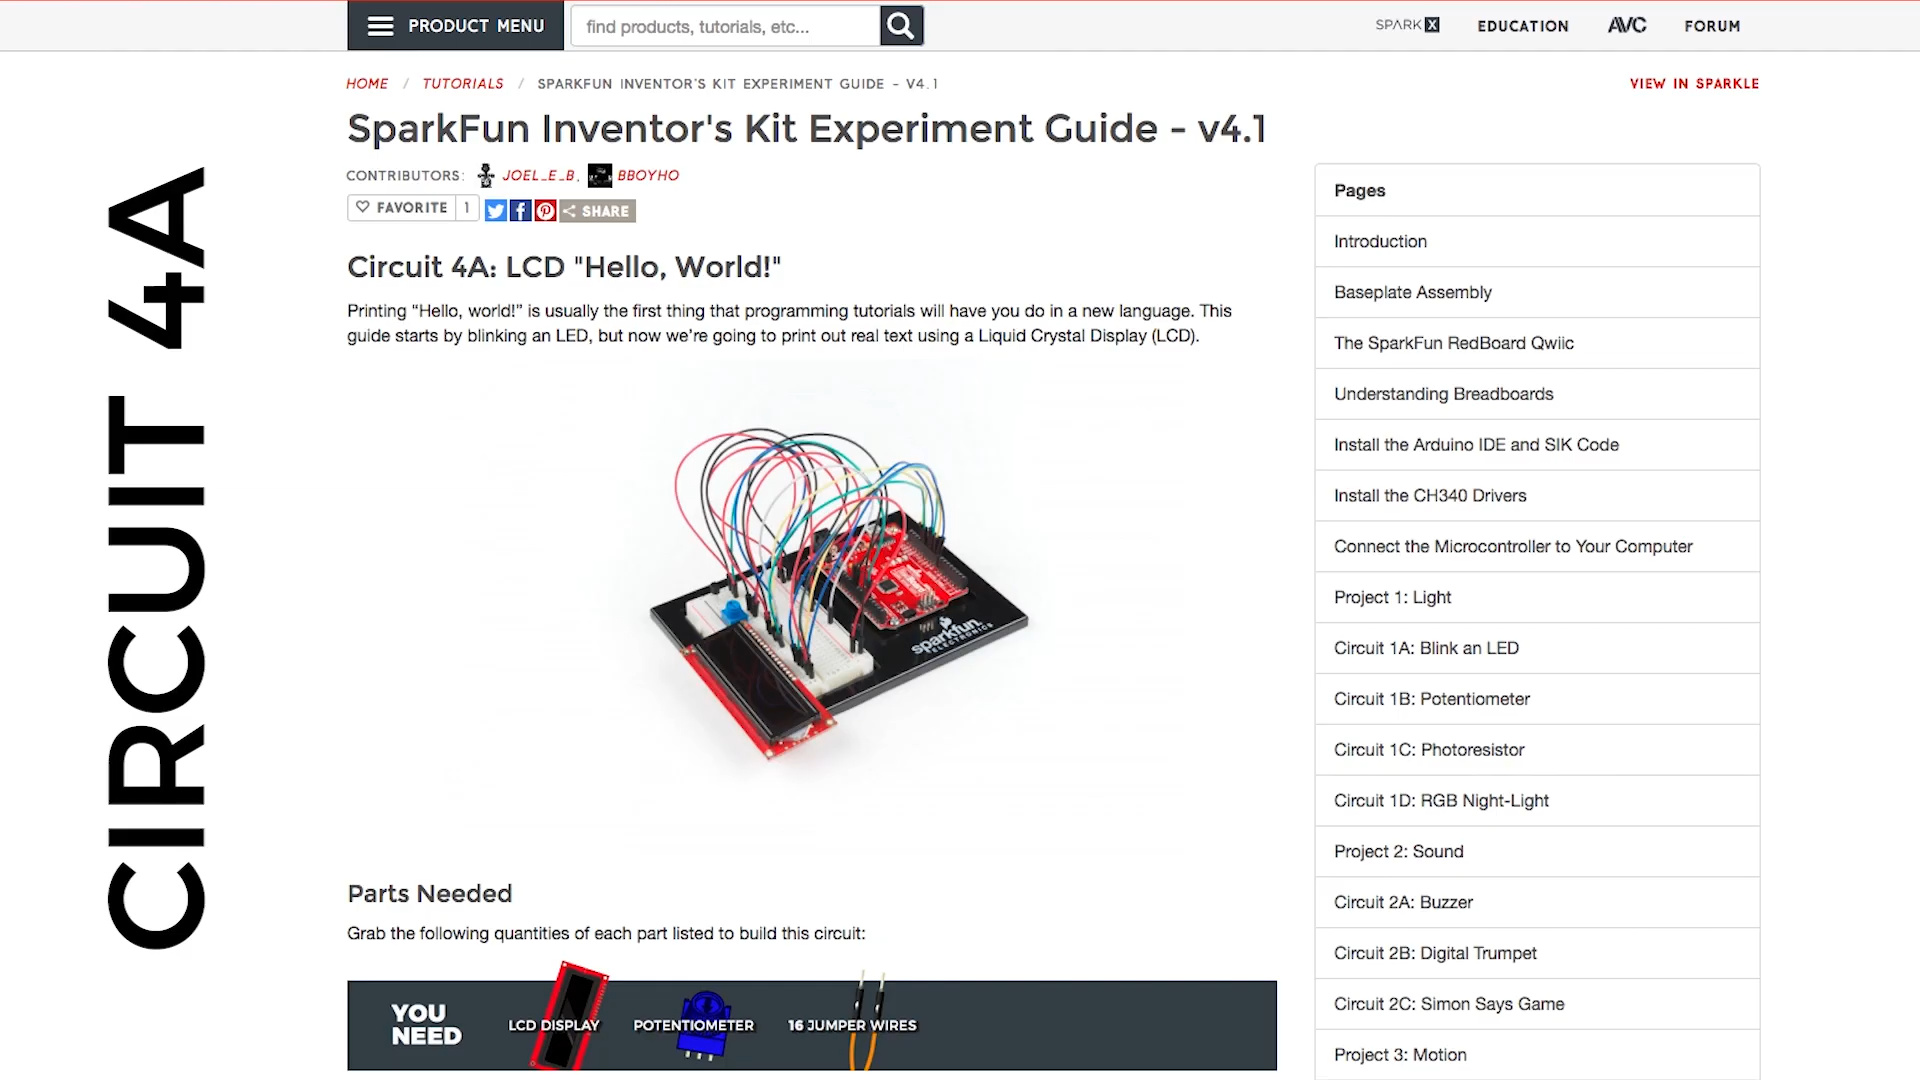 PRODUCT MENU
find products, tutorials, etc...
SPARK X
EDUCATION
AVC
FORUM
HOME / TUTORIALS / SPARKFUN INVENTOR'S KIT EXPERIMENT GUIDE - V4.1
VIEW IN SPARKLE
SparkFun Inventor's Kit Experiment Guide - v4.1
CONTRIBUTORS: JOEL_E_B, BBOYHO
FAVORITE 1
SHARE
CIRCUIT 4A
Circuit 4A: LCD "Hello, World!"
Printing “Hello, world!” is usually the first thing that programming tutorials will have you do in a new language. This
guide starts by blinking an LED, but now we’re going to print out real text using a Liquid Crystal Display (LCD).
sparkfun
ELECTRONICS
Parts Needed
Grab the following quantities of each part listed to build this circuit:
YOU
NEED
LCD DISPLAY
POTENTIOMETER
16 JUMPER WIRES
Pages
Introduction
Baseplate Assembly
The SparkFun RedBoard Qwiic
Understanding Breadboards
Install the Arduino IDE and SIK Code
Install the CH340 Drivers
Connect the Microcontroller to Your Computer
Project 1: Light
Circuit 1A: Blink an LED
Circuit 1B: Potentiometer
Circuit 1C: Photoresistor
Circuit 1D: RGB Night-Light
Project 2: Sound
Circuit 2A: Buzzer
Circuit 2B: Digital Trumpet
Circuit 2C: Simon Says Game
Project 3: Motion